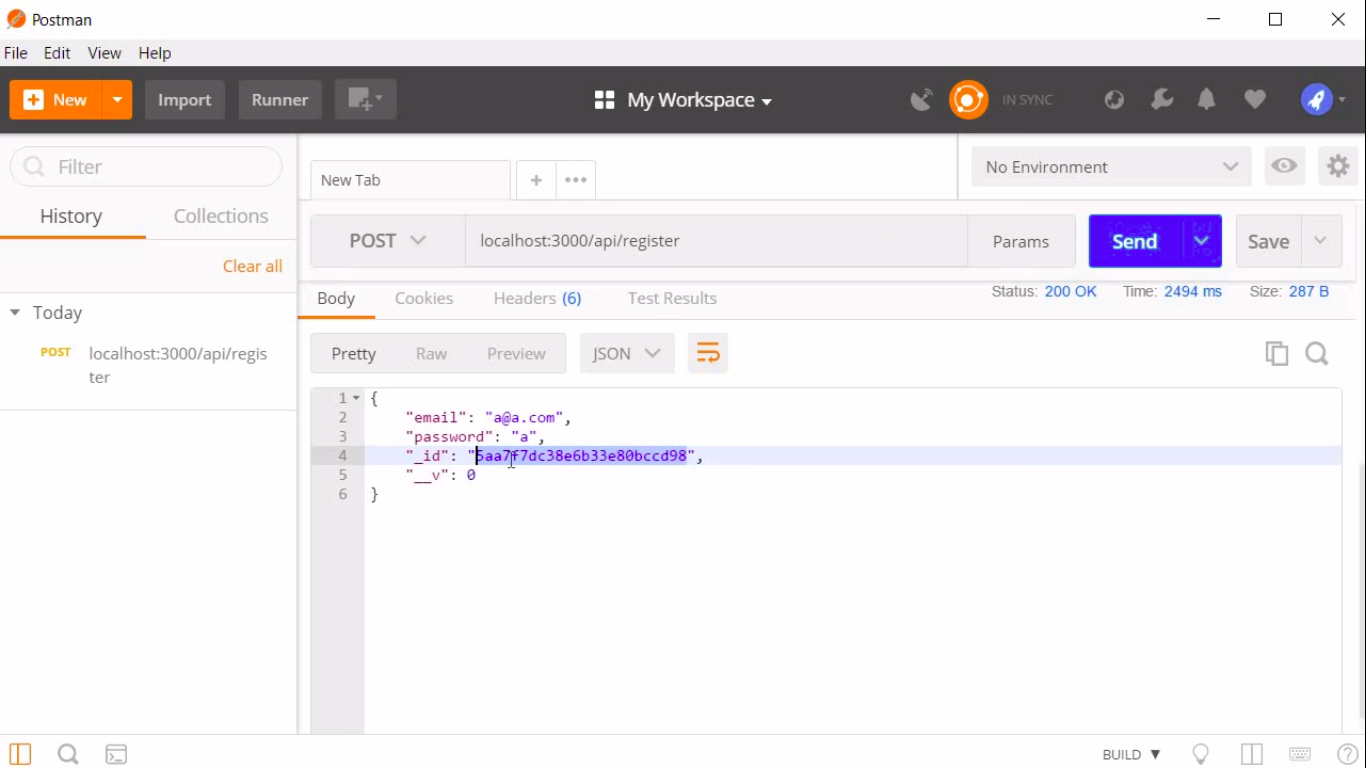 Postman
File Edit View Help
New Import Runner My Workspace IN SYNC
Filter
History Collections
Clear all
Today
POST localhost:3000/api/regis
ter
New Tab + ••• No Environment
POST localhost:3000/api/register Params Send Save
Body Cookies Headers (6) Test Results Status: 200 OK Time: 2494 ms Size: 287 B
Pretty Raw Preview JSON
1 {
2 "email": "a@a.com",
3 "password": "a",
4 "_id": "5aa7f7dc38e6b33e80bccd98",
5 "__v": 0
6 }
BUILD ▼